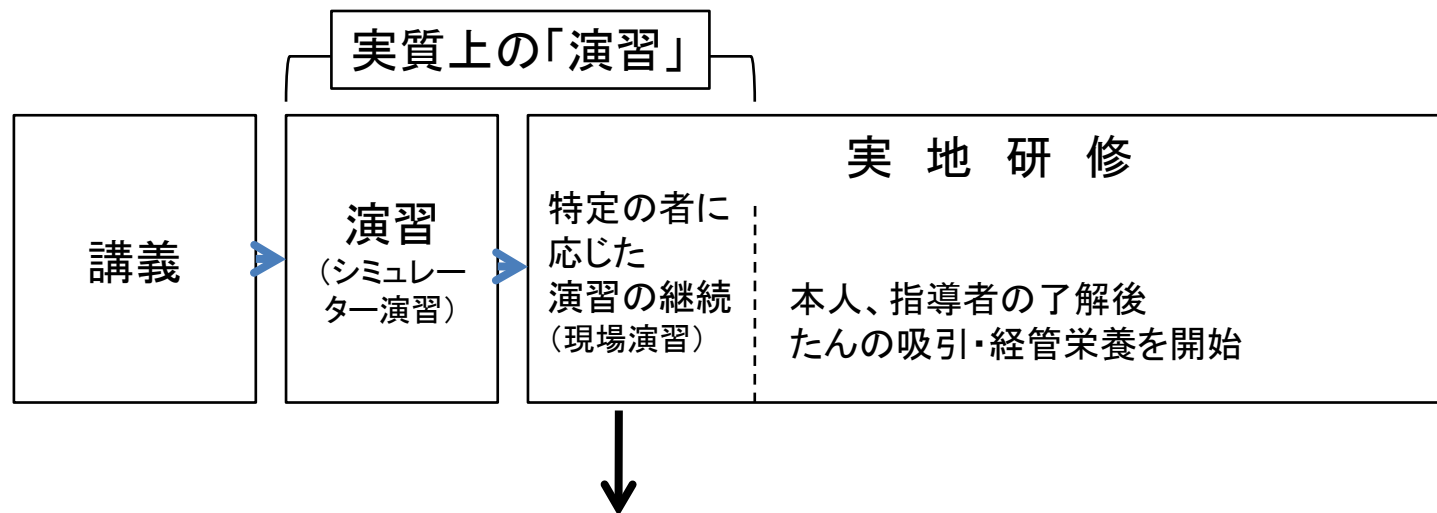 実質上の「演習」
講義
演習
（シミュレー
ター演習）
実 地 研 修
特定の者に
応じた
演習の継続
（現場演習）
本人、指導者の了解後
たんの吸引・経管栄養を開始